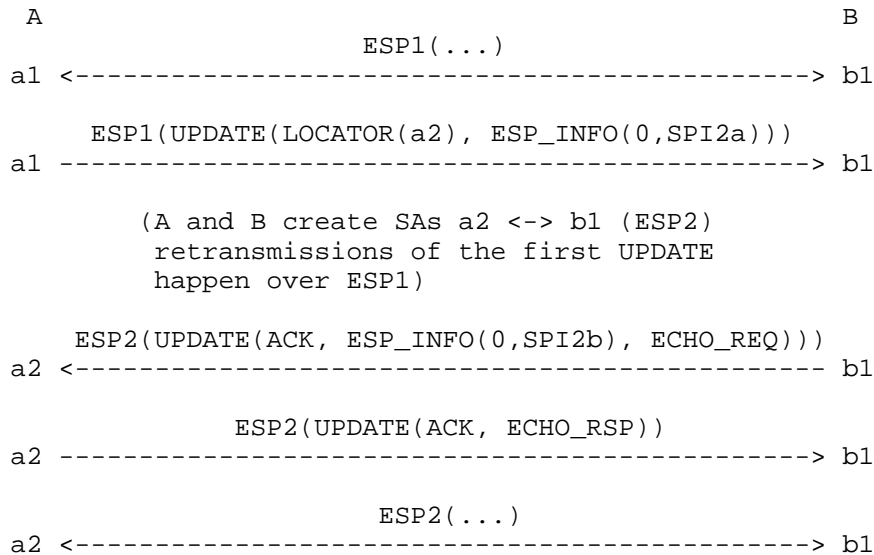 A B
ESP1(...)
a1 <----------------------------------------------> b1
ESP1(UPDATE(LOCATOR(a2), ESP_INFO(0,SPI2a)))
a1 -----------------------------------------------> b1
(A and B create SAs a2 <-> b1 (ESP2)
retransmissions of the first UPDATE
happen over ESP1)
ESP2(UPDATE(ACK, ESP_INFO(0,SPI2b), ECHO_REQ)))
a2 <----------------------------------------------- b1
ESP2(UPDATE(ACK, ECHO_RSP))
a2 -----------------------------------------------> b1
ESP2(...)
a2 <----------------------------------------------> b1